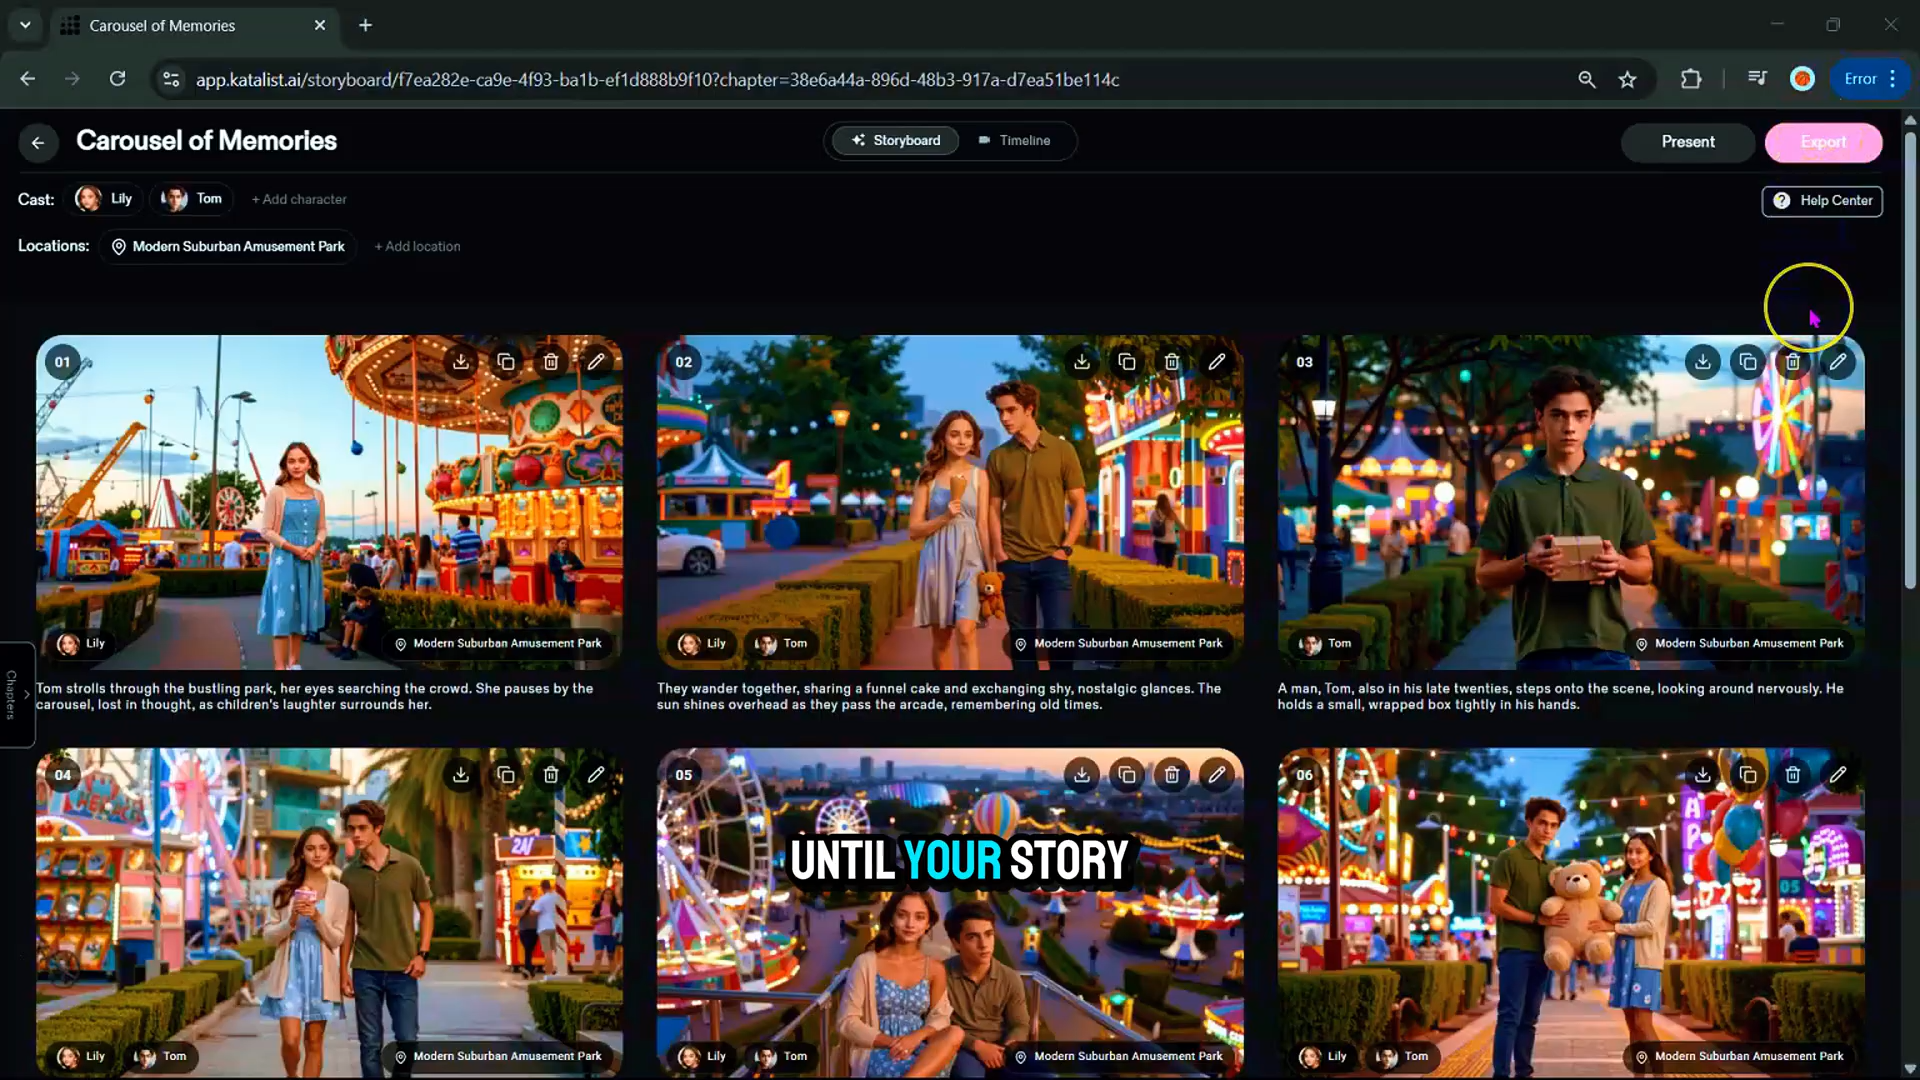 Carousel of Memories
app.katalist.ai/storyboard/f7ea282e-ca9e-4f93-ba1b-ef1d888b9f10?chapter=38e6a44a-896d-48b3-917a-d7ea51be114c
Error
Carousel of Memories
Storyboard
Timeline
Present
Export
Cast:
Lily
Tom
+ Add character
Help Center
Locations:
Modern Suburban Amusement Park
+ Add location
01
02
03
Lily
Modern Suburban Amusement Park
Lily
Tom
Modern Suburban Amusement Park
Tom
Modern Suburban Amusement Park
Chapters
Tom strolls through the bustling park, her eyes searching the crowd. She pauses by the
carousel, lost in thought, as children's laughter surrounds her.
They wander together, sharing a funnel cake and exchanging shy, nostalgic glances. The
sun shines overhead as they pass the arcade, remembering old times.
A man, Tom, also in his late twenties, steps onto the scene, looking around nervously. He
holds a small, wrapped box tightly in his hands.
04
05
06
UNTIL YOUR STORY
Lily
Tom
Modern Suburban Amusement Park
Lily
Tom
Modern Suburban Amusement Park
Lily
Tom
Modern Suburban Amusement Park